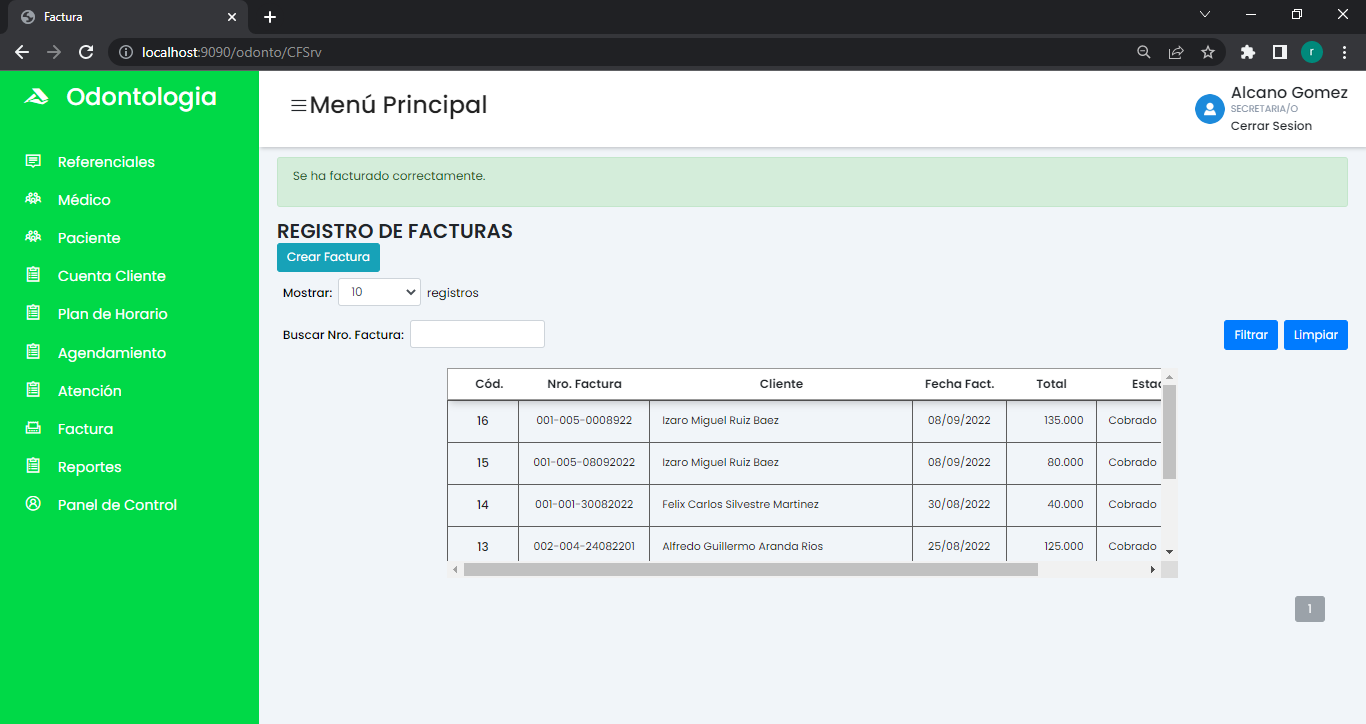 Factura
localhost:9090/odonto/CFSrv
r
Odontologia
Menú Principal
Alcano Gomez
SECRETARIA/O
Cerrar Sesion
Referenciales
Médico
Paciente
Cuenta Cliente
Plan de Horario
Agendamiento
Atención
Factura
Reportes
Panel de Control
Se ha facturado correctamente.
REGISTRO DE FACTURAS
Crear Factura
Mostrar: 10 registros
Buscar Nro. Factura:
Filtrar Limpiar
Cód. Nro. Factura Cliente Fecha Fact. Total Estac
16 001-005-0008922 Izaro Miguel Ruiz Baez 08/09/2022 135.000 Cobrado
15 001-005-08092022 Izaro Miguel Ruiz Baez 08/09/2022 80.000 Cobrado
14 001-001-30082022 Felix Carlos Silvestre Martinez 30/08/2022 40.000 Cobrado
13 002-004-24082201 Alfredo Guillermo Aranda Rios 25/08/2022 125.000 Cobrado
1